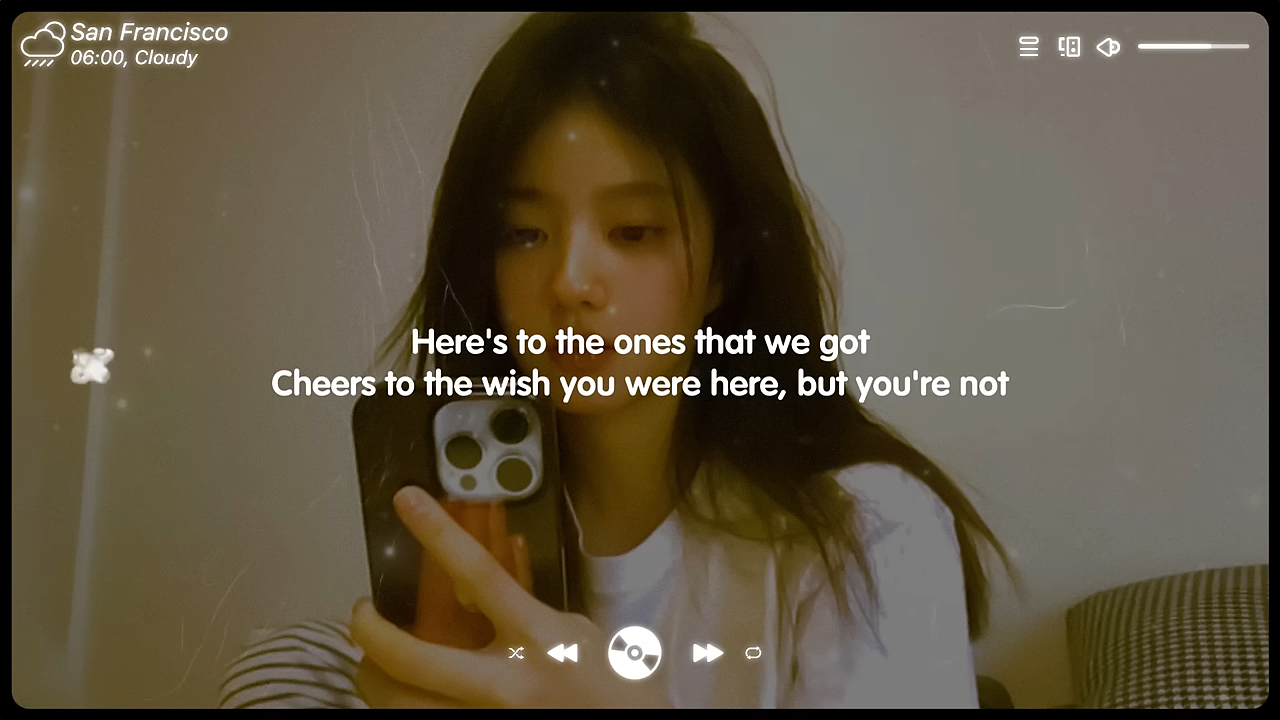 San Francisco
06:00, Cloudy
Here's to the ones that we got
Cheers to the wish you were here, but you're not